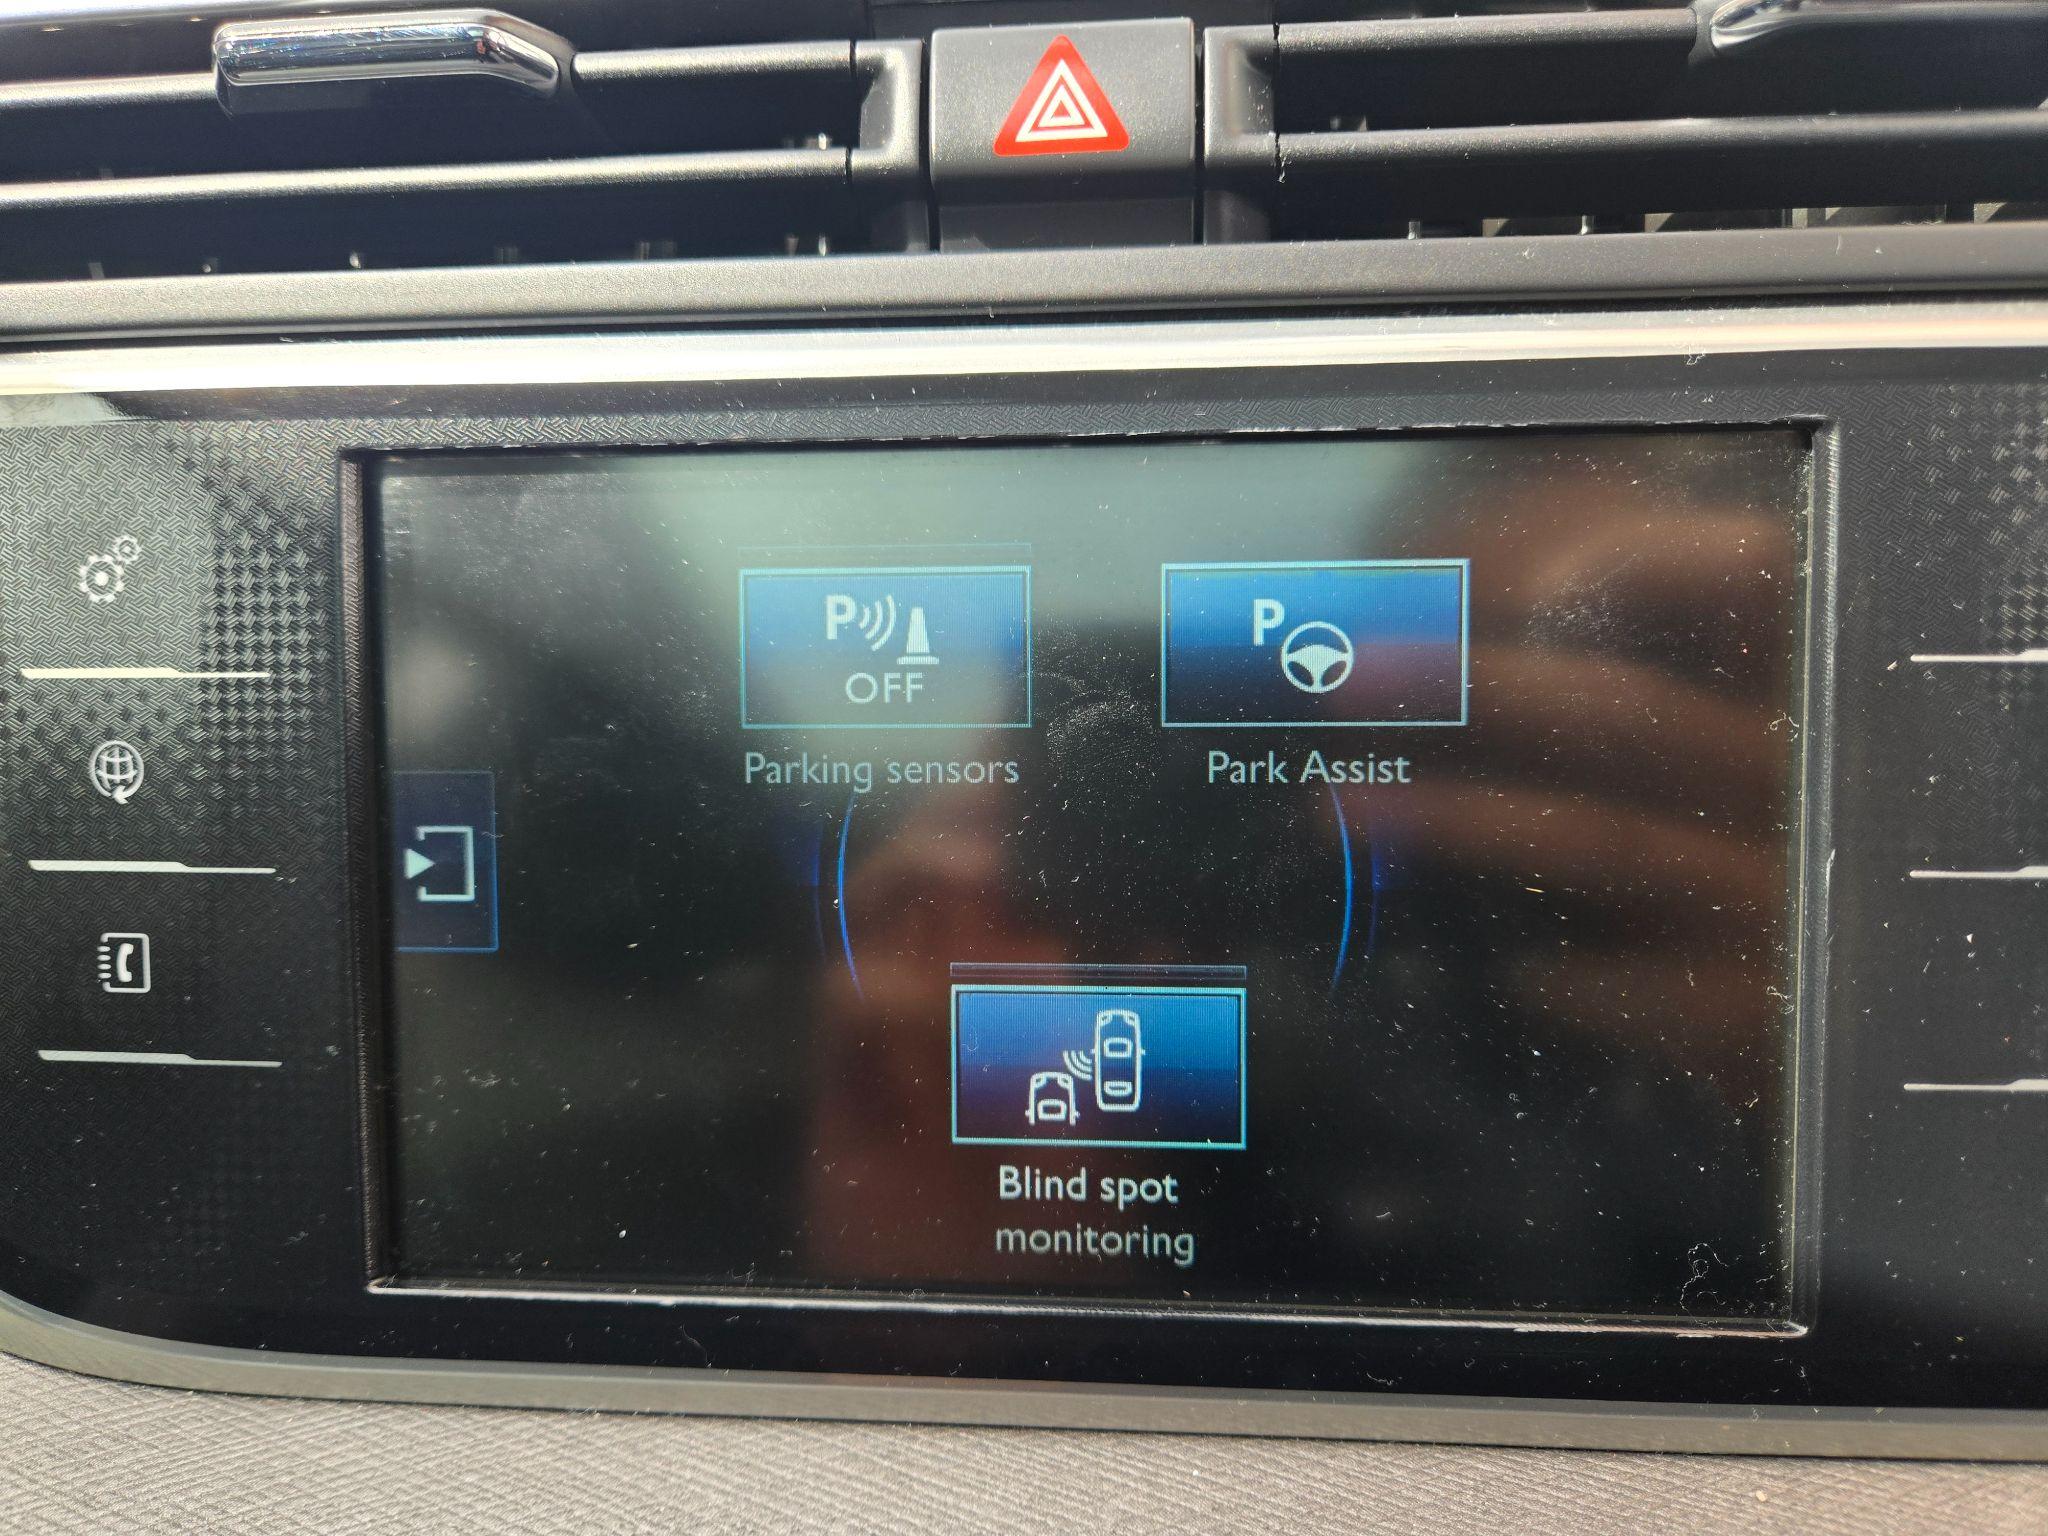 P
OFF
P
Parking sensors
Park Assist
Blind spot
monitoring